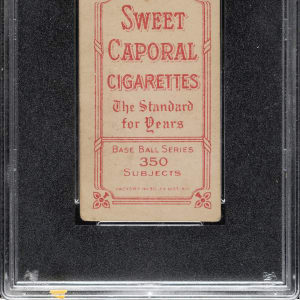 SWEET
CAPORAL
CIGARETTES
The Standard
for Years
BASE BALL SERIES
350
SUBJECTS